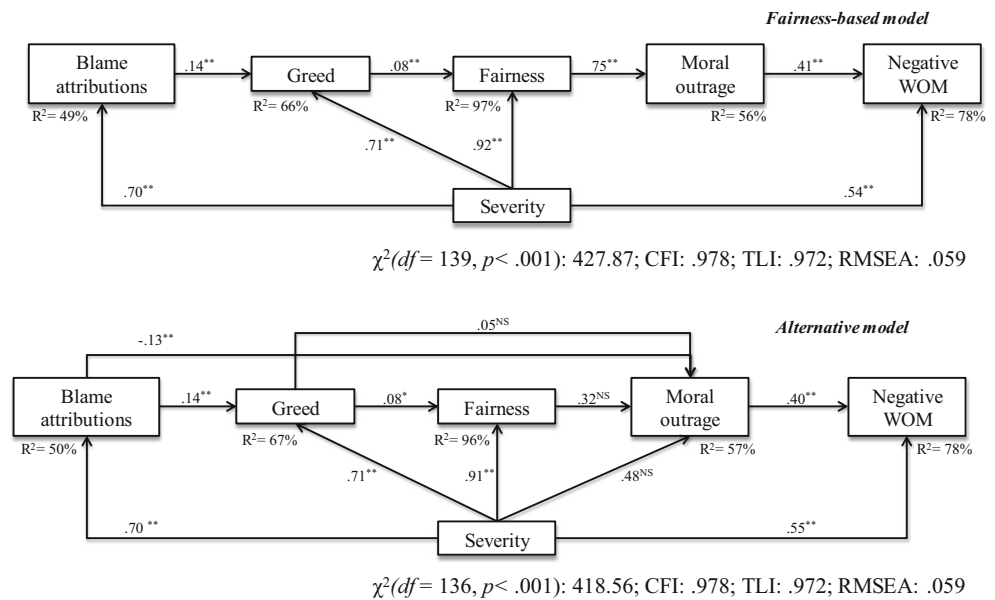 Fairness-based model
Blame
attributions
.14**
Greed
.08**
Fairness
.75**
Moral
outrage
.41**
Negative
WOM
R²= 49%
R²= 66%
R²= 97%
R²= 56%
R²= 78%
.71**
.92**
.70**
.54**
Severity
χ²(df = 139, p< .001): 427.87; CFI: .978; TLI: .972; RMSEA: .059
.05NS
Alternative model
-.13**
Blame
attributions
.14**
Greed
.08*
Fairness
.32NS
Moral
outrage
.40**
Negative
WOM
R²= 50%
R²= 67%
R²= 96%
R²= 57%
R²= 78%
.71**
.91**
.48NS
.70 **
.55**
Severity
χ²(df = 136, p< .001): 418.56; CFI: .978; TLI: .972; RMSEA: .059